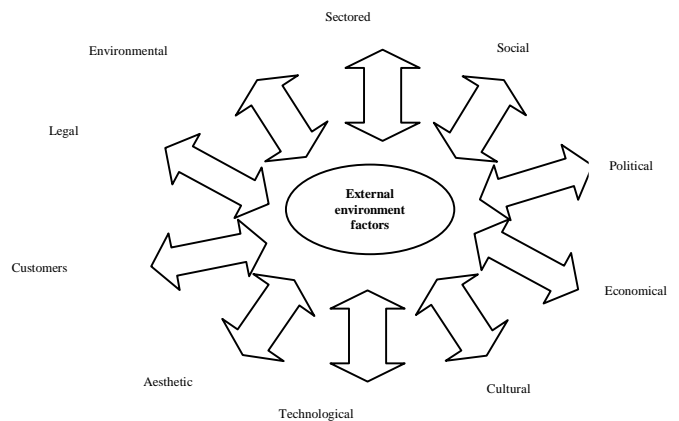 Sectored
Social
Environmental
Legal
Political
External
environment
factors
Customers
Economical
Aesthetic
Cultural
Technological